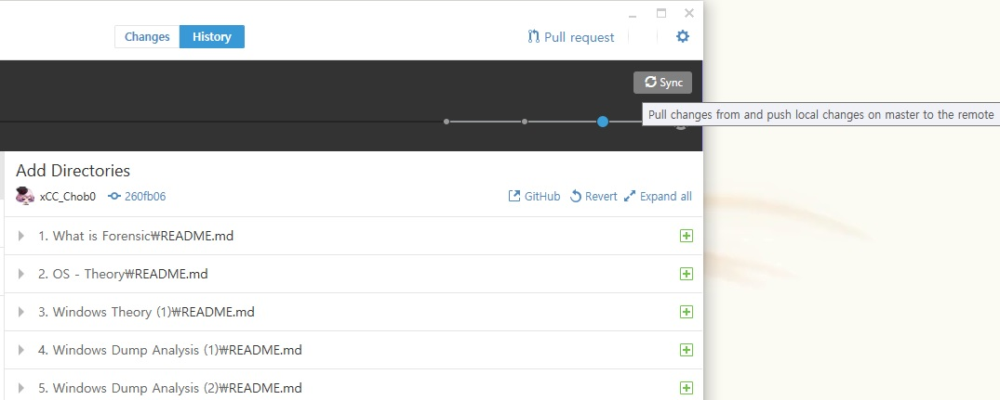 Changes History Pull request
Sync
Pull changes from and push local changes on master to the remote
Add Directories
xCC_Chob0 260fb06 GitHub Revert Expand all
1. What is Forensic₩README.md
2. OS - Theory₩README.md
3. Windows Theory (1)₩README.md
4. Windows Dump Analysis (1)₩README.md
5. Windows Dump Analysis (2)₩README.md